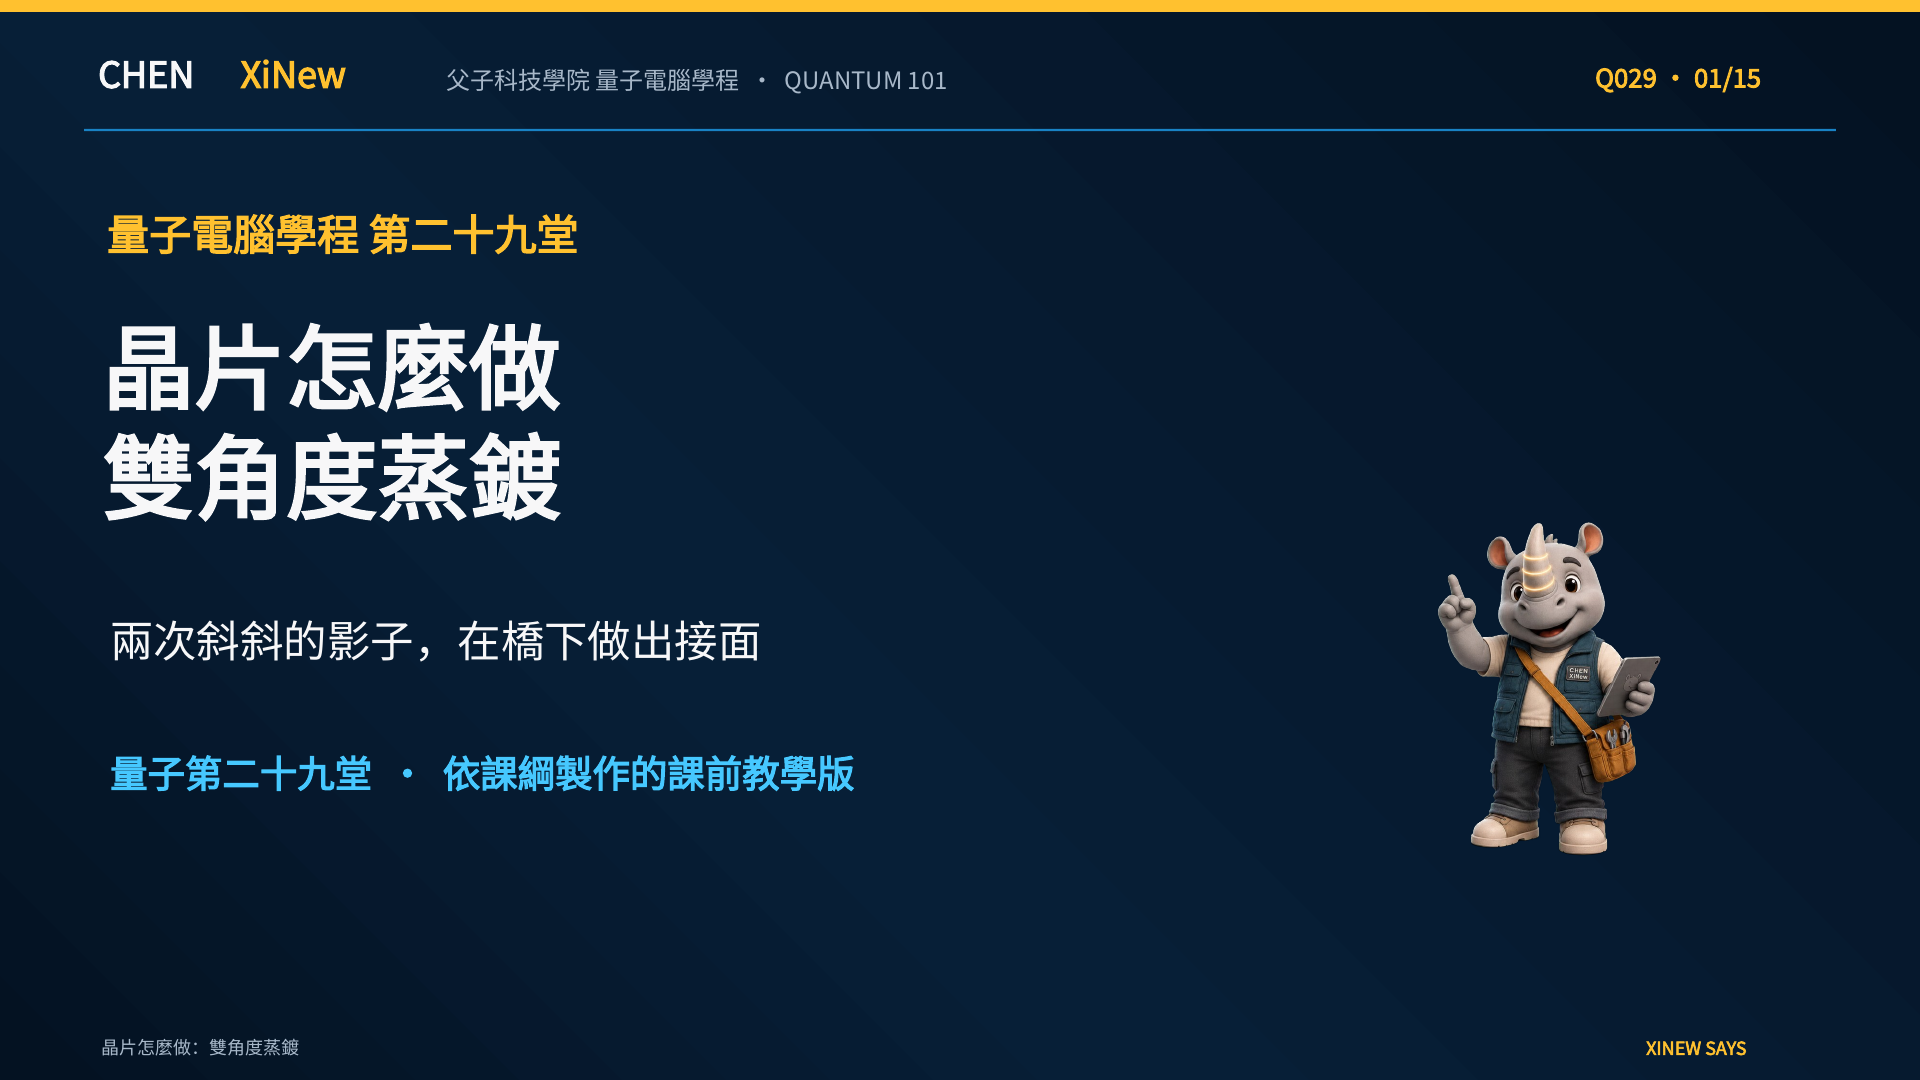 CHEN XiNew 父子科技學院 量子電腦學程 • QUANTUM 101 Q029 • 01/15
量子電腦學程 第二十九堂
晶片怎麼做
雙角度蒸鍍
兩次斜斜的影子，在橋下做出接面
量子第二十九堂 • 依課綱製作的課前教學版
CHEN
XiNew
晶片怎麼做：雙角度蒸鍍 XINEW SAYS